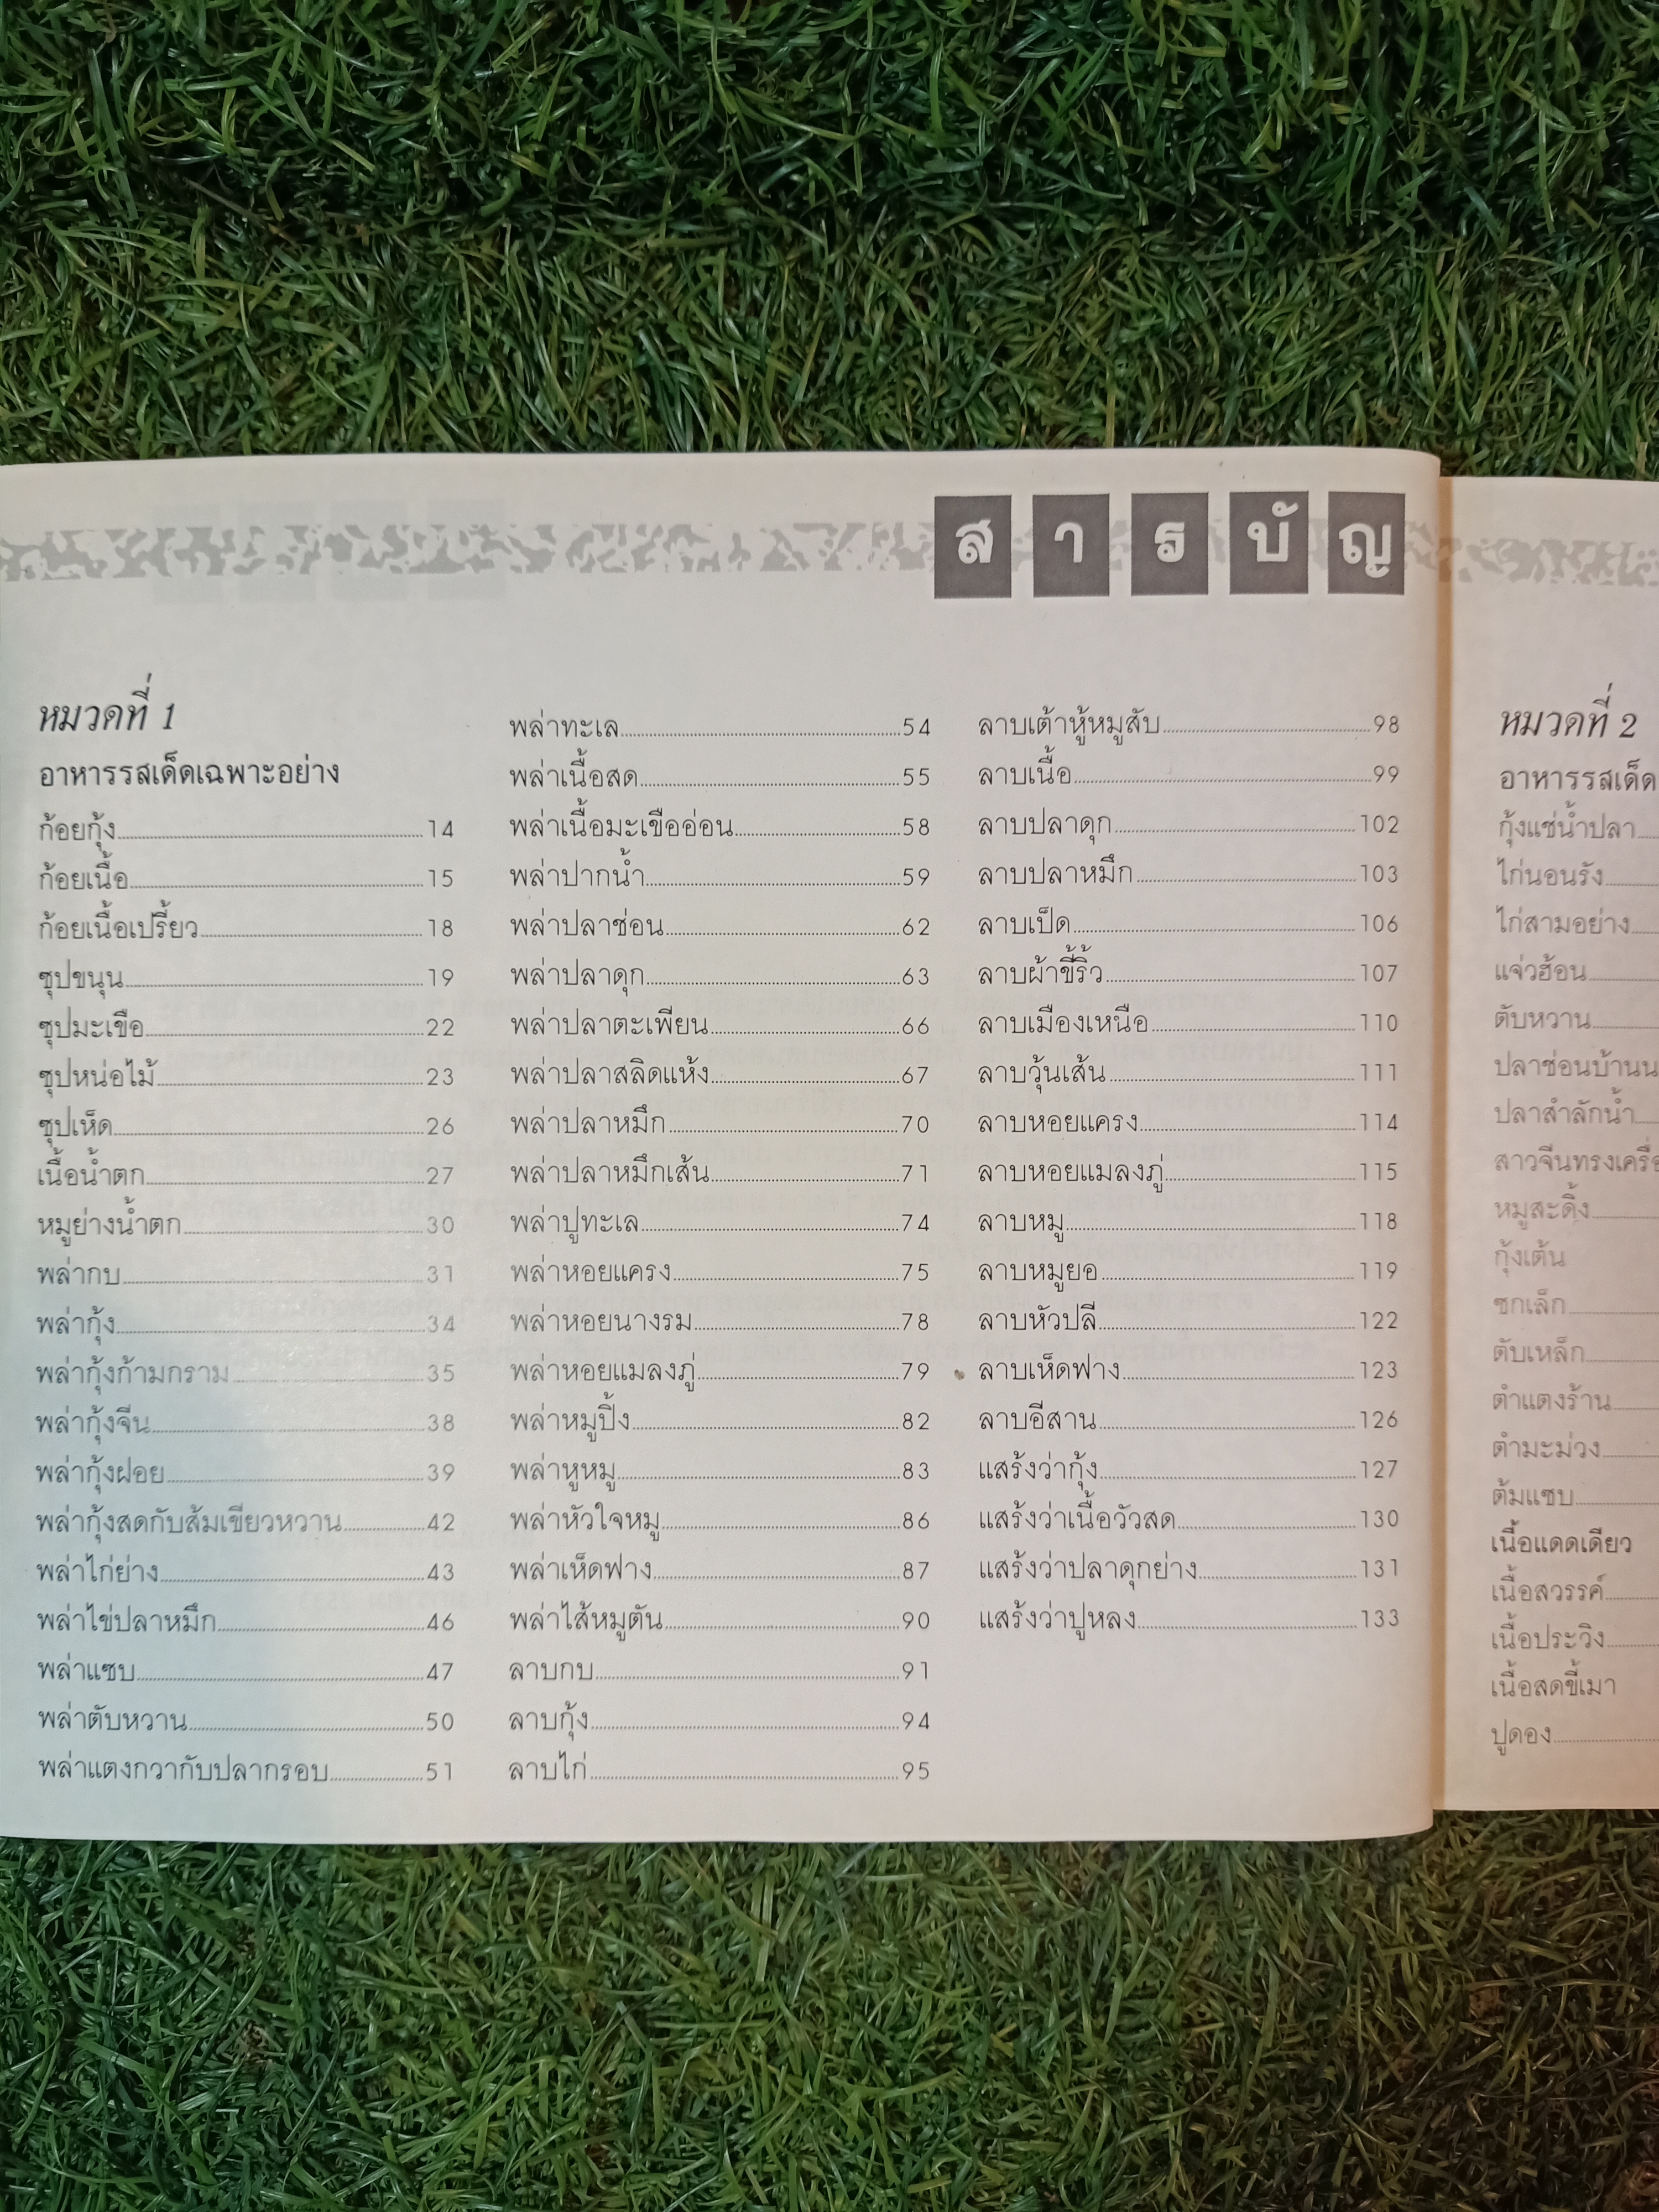 สารบัญ
หมวดที่ 1
อาหารรสเด็ดเฉพาะอย่าง
ก้อยกุ้ง 14
ก้อยเนื้อ 15
ก้อยเนื้อเปรี้ยว 18
ซุปขนุน 19
ซุปมะเขือ 22
ซุปหน่อไม้ 23
ซุปเห็ด 26
เนื้อน้ำตก 27
หมูย่างน้ำตก 30
พล่ากบ 31
พล่ากุ้ง 34
พล่ากุ้งก้ามกราม 35
พล่ากุ้งจีน 38
พล่ากุ้งฝอย 39
พล่ากุ้งสดกับส้มเขียวหวาน 42
พล่าไก่ย่าง 43
พล่าไข่ปลาหมึก 46
พล่าแซบ 47
พล่าตับหวาน 50
พล่าแตงกวากับปลากรอบ 51
พล่าทะเล 54
พล่าเนื้อสด 55
พล่าเนื้อมะเขืออ่อน 58
พล่าปากน้ำ 59
พล่าปลาช่อน 62
พล่าปลาดุก 63
พล่าปลาตะเพียน 66
พล่าปลาสลิดแห้ง 67
พล่าปลาหมึก 70
พล่าปลาหมึกเส้น 71
พล่าปูทะเล 74
พล่าหอยแครง 75
พล่าหอยนางรม 78
พล่าหอยแมลงภู่ 79
พล่าหมูปิ้ง 82
พล่าหูหมู 83
พล่าหัวใจหมู 86
พล่าเห็ดฟาง 87
พล่าไส้หมูตัน 90
ลาบกบ 91
ลาบกุ้ง 94
ลาบไก่ 95
ลาบเต้าหู้หมูสับ 98
ลาบเนื้อ 99
ลาบปลาดุก 102
ลาบปลาหมึก 103
ลาบเป็ด 106
ลาบผ้าขี้ริ้ว 107
ลาบเมืองเหนือ 110
ลาบวุ้นเส้น 111
ลาบหอยแครง 114
ลาบหอยแมลงภู่ 115
ลาบหมู 118
ลาบหมูยอ 119
ลาบหัวปลี 122
ลาบเห็ดฟาง 123
ลาบอีสาน 126
แสร้งว่ากุ้ง 127
แสร้งว่าเนื้อวัวสด 130
แสร้งว่าปลาดุกย่าง 131
แสร้งว่าปูหลง 133
หมวดที่ 2
อาหารรสเด็ด
กุ้งแช่น้ำปลา
ไก่นอนรัง
ไก่สามอย่าง
แจ่วฮ้อน
ตับหวาน
ปลาช่อนบ้านน
ปลาสำลักน้ำ
สาวจีนทรงเครื่อ
หมูสะดิ้ง
กุ้งเต้น
ซกเล็ก
ตับเหล็ก
ตำแตงร้าน
ตำมะม่วง
ต้มแซบ
เนื้อแดดเดียว
เนื้อสวรรค์
เนื้อประวิง
เนื้อสดขี้เมา
ปูดอง